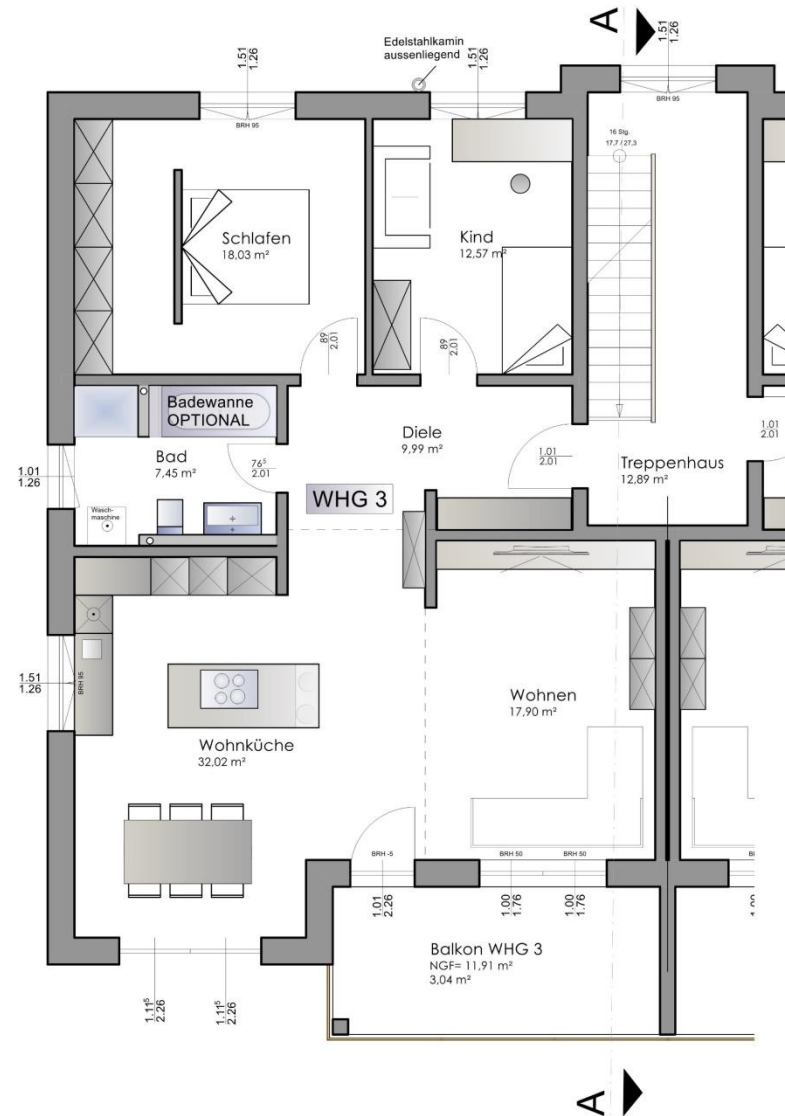 A
1.51
1.26
Edelstahlkamin
aussenliegend
1.51
1.26
1.51
1.26
BRH 95
BRH 95
16 Stg.
17,7 / 27,3
Schlafen
18,03 m²
Kind
12,57 m²
89
2.01
89
2.01
Badewanne
OPTIONAL
Diele
9,99 m²
1.01
2.01
1.01
2.01
Bad
7,45 m²
76⁵
2.01
Treppenhaus
12,89 m²
1.01
1.26
WHG 3
Wasch-
maschine
1.51
1.26
BRH 95
Wohnen
17,90 m²
Wohnküche
32,02 m²
BRH -5
BRH 50
BRH 50
1.01
2.26
1.00
1.76
1.00
1.76
Balkon WHG 3
NGF= 11,91 m²
3,04 m²
1.11⁵
2.26
1.11⁵
2.26
A